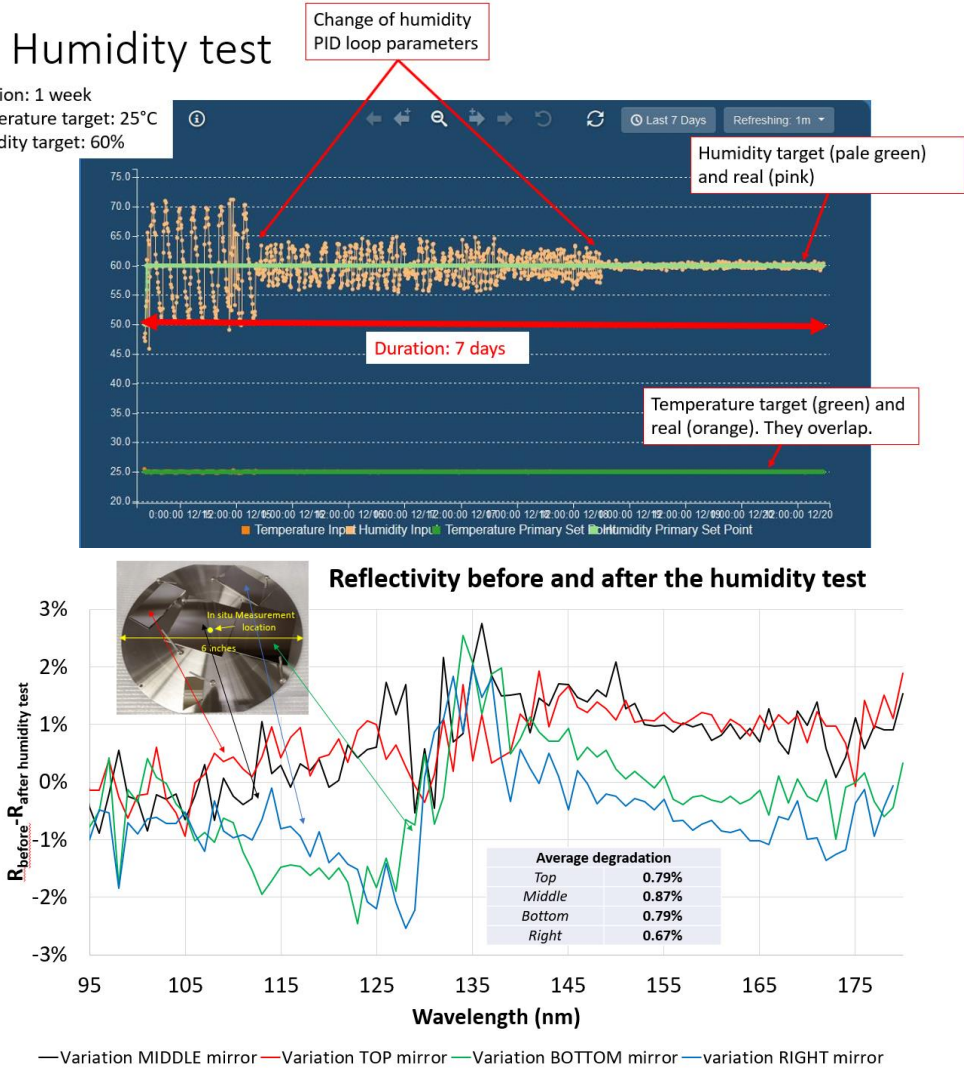 Change of humidity
PID loop parameters
Humidity test
ion: 1 week
erature target: 25°C
dity target: 60%
Last 7 Days
Refreshing: 1m
Humidity target (pale green)
and real (pink)
75.0
70.0
65.0
60.0
55.0
50.0
45.0
40.0
35.0
30.0
25.0
20.0
Duration: 7 days
Temperature target (green) and
real (orange). They overlap.
0:00:00 12/15
Temperature Input Humidity Input Temperature Primary Set Point Humidity Primary Set Point
Reflectivity before and after the humidity test
In situ Measurement
location
6 inches
3%
2%
1%
0%
-1%
-2%
-3%
Rbefore-Rafter humidity test
Average degradation
Top 0.79%
Middle 0.87%
Bottom 0.79%
Right 0.67%
95 105 115 125 135 145 155 165 175
Wavelength (nm)
Variation MIDDLE mirror Variation TOP mirror Variation BOTTOM mirror variation RIGHT mirror